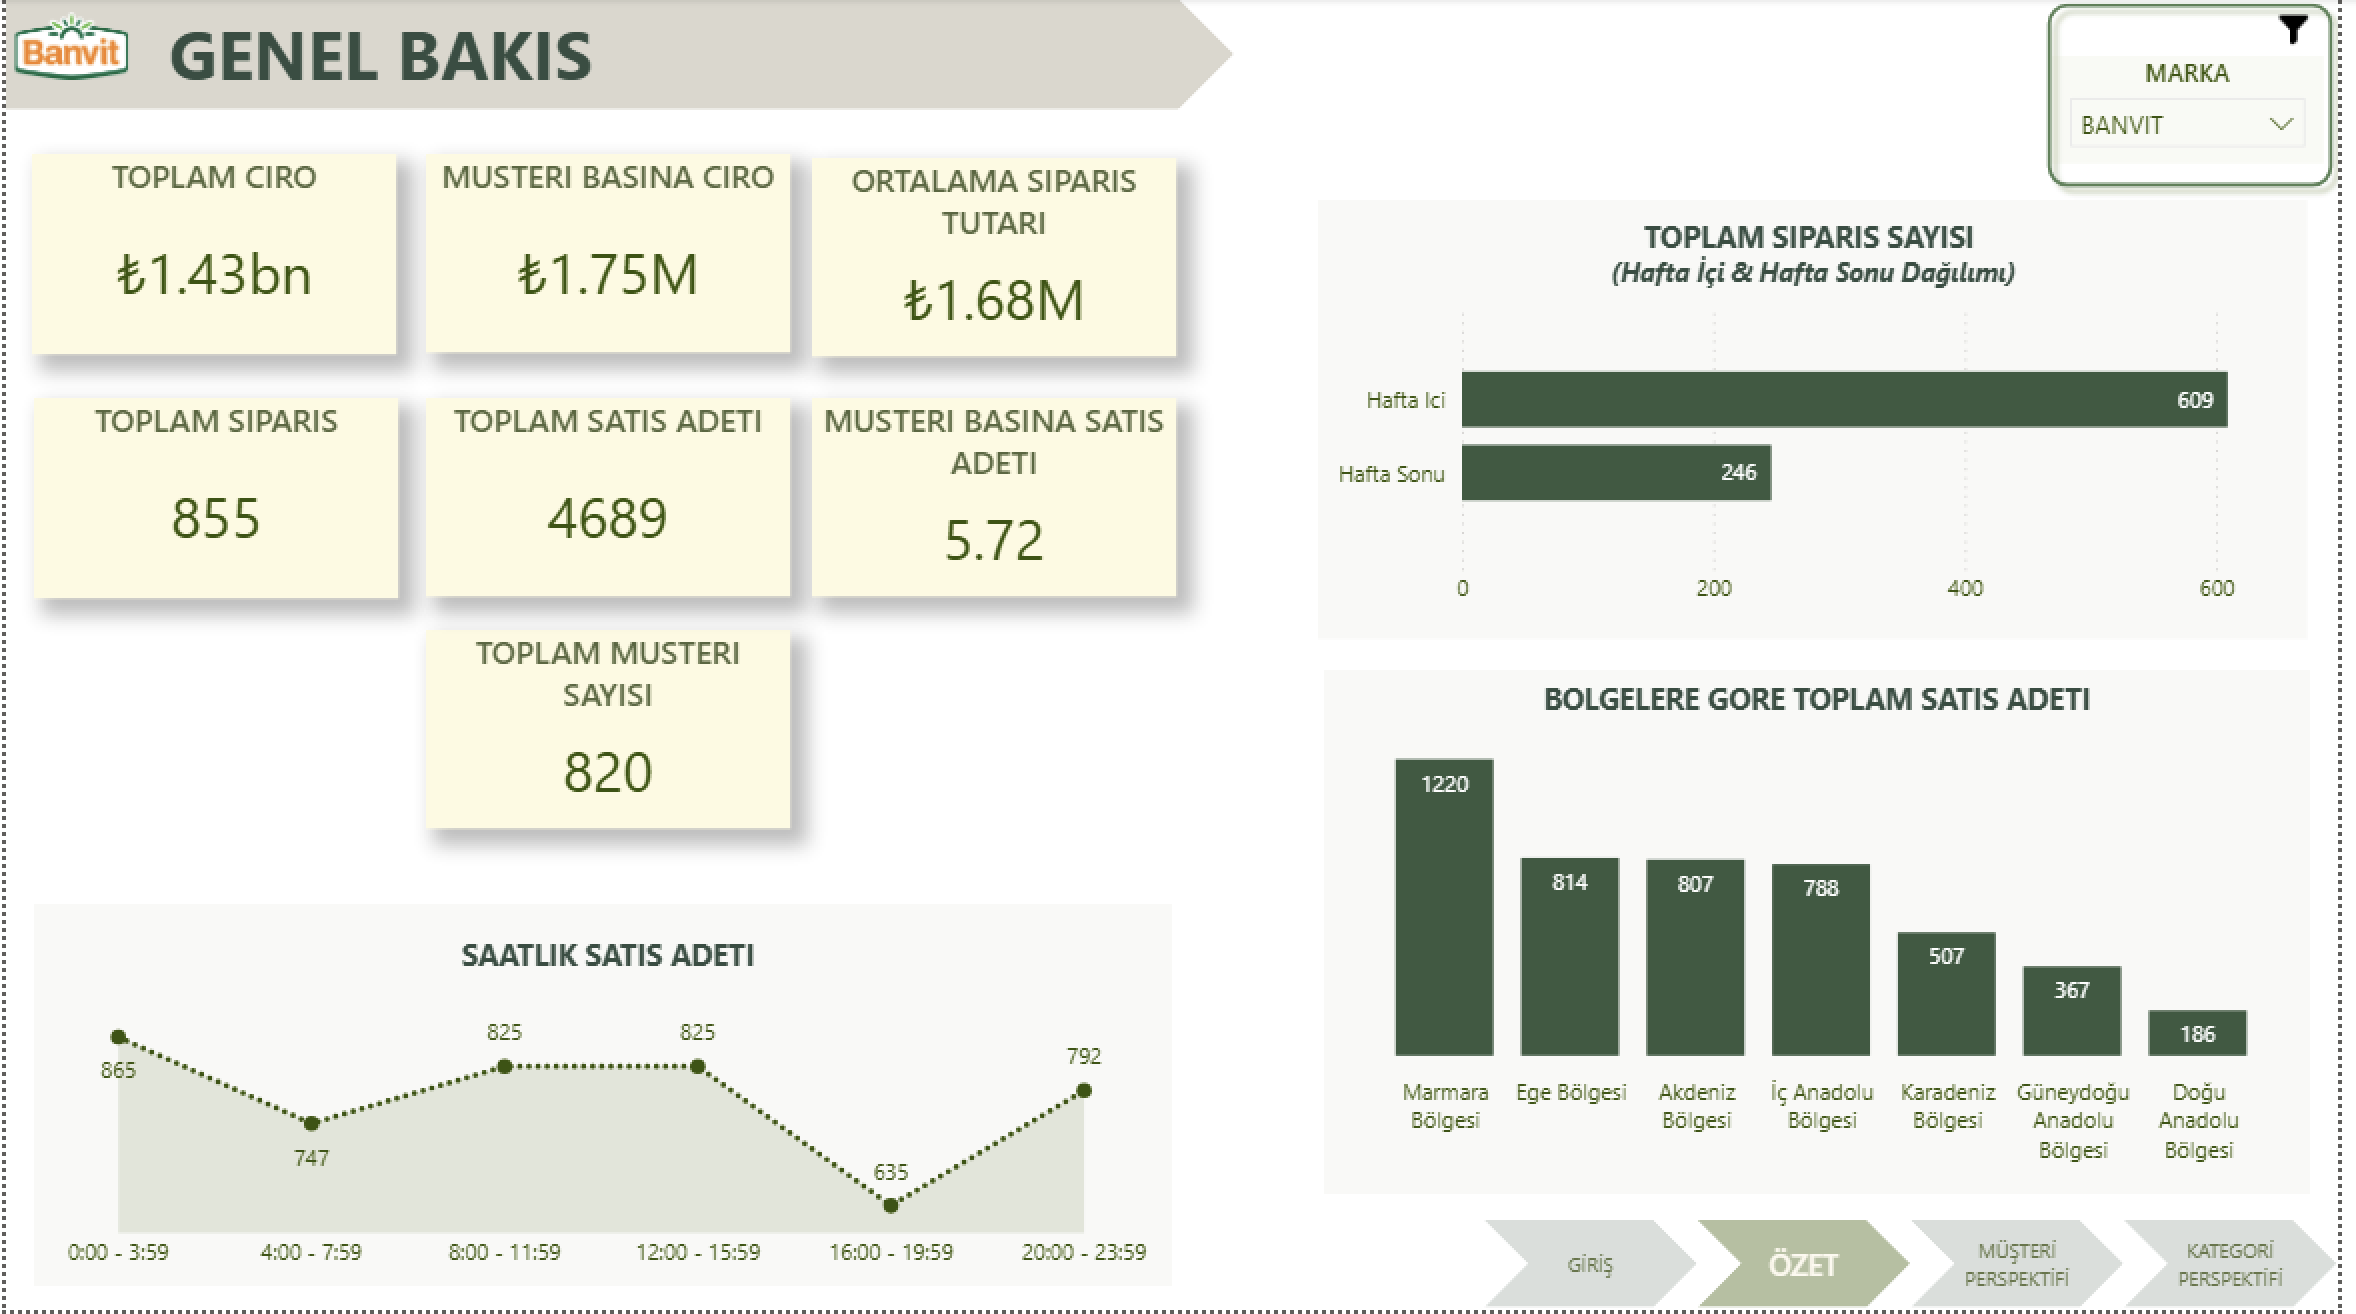 Banvit
GENEL BAKIS
MARKA
BANVIT
TOPLAM CIRO
₺1.43bn
MUSTERI BASINA CIRO
₺1.75M
ORTALAMA SIPARIS
TUTARI
₺1.68M
TOPLAM SIPARIS
855
TOPLAM SATIS ADETI
4689
MUSTERI BASINA SATIS
ADETI
5.72
TOPLAM MUSTERI
SAYISI
820
TOPLAM SIPARIS SAYISI
(Hafta İçi & Hafta Sonu Dağılımı)
Hafta Ici
609
Hafta Sonu
246
0 200 400 600
BOLGELERE GORE TOPLAM SATIS ADETI
1220 814 807 788 507 367 186
Marmara Bölgesi
Ege Bölgesi
Akdeniz Bölgesi
İç Anadolu Bölgesi
Karadeniz Bölgesi
Güneydoğu Anadolu Bölgesi
Doğu Anadolu Bölgesi
SAATLIK SATIS ADETI
865 747 825 825 635 792
0:00 - 3:59 4:00 - 7:59 8:00 - 11:59 12:00 - 15:59 16:00 - 19:59 20:00 - 23:59
GİRİŞ
ÖZET
MÜŞTERİ
PERSPEKTİFİ
KATEGORİ
PERSPEKTİFİ